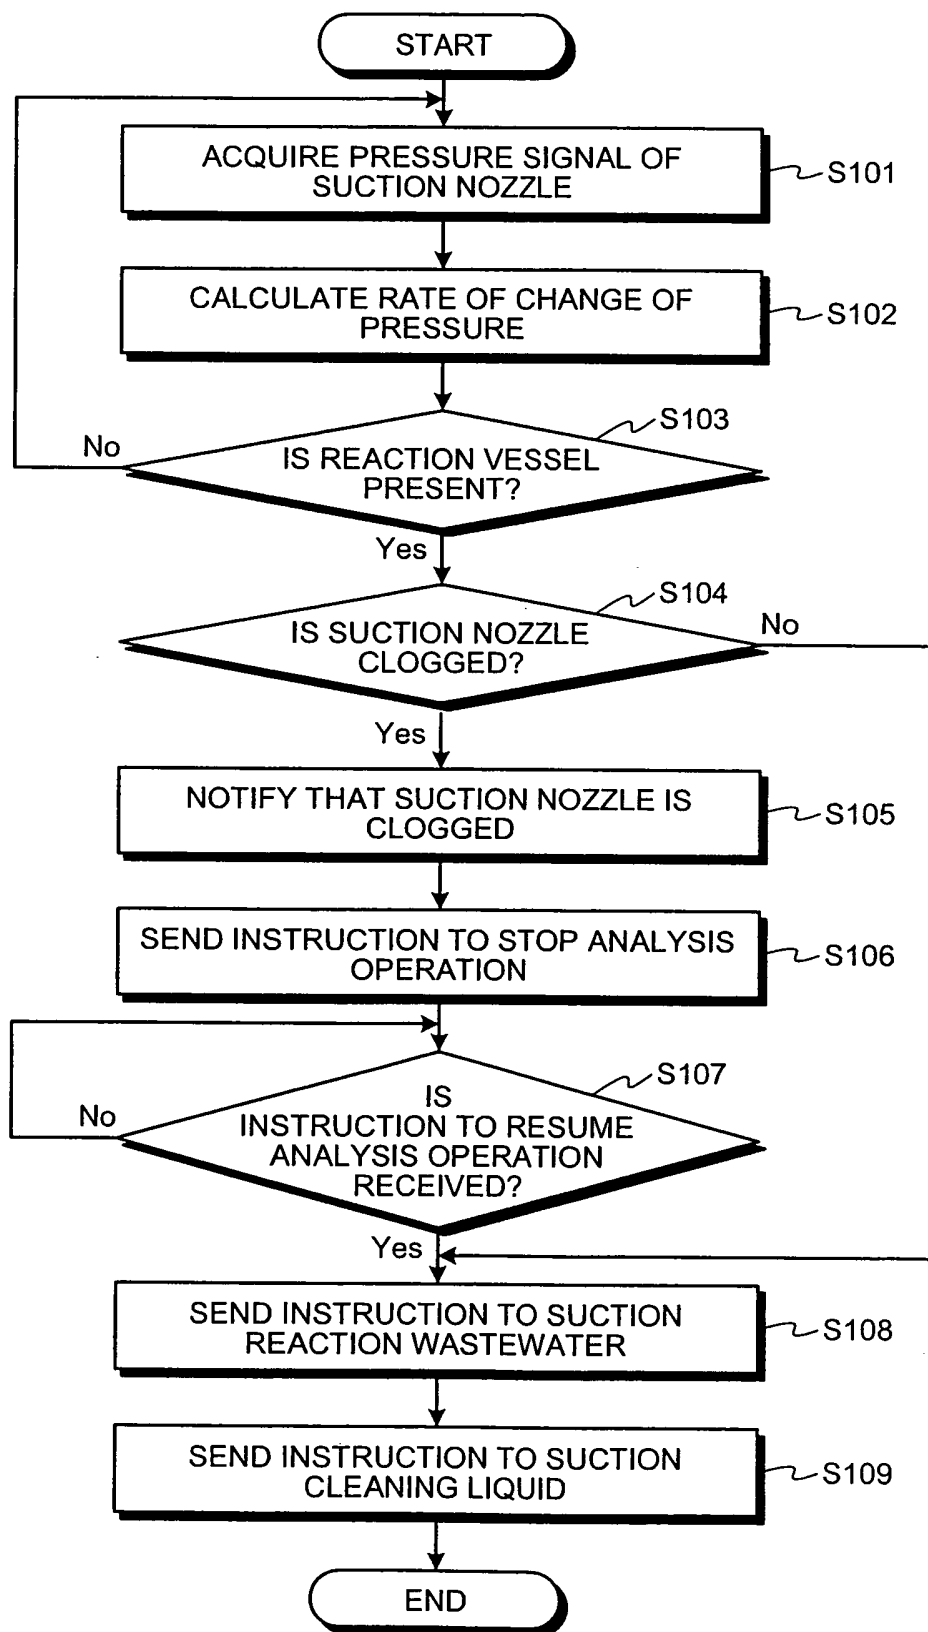 START
ACQUIRE PRESSURE SIGNAL OF
SUCTION NOZZLE
S101
CALCULATE RATE OF CHANGE OF
PRESSURE
S102
S103
No
IS REACTION VESSEL
PRESENT?
Yes
S104
No
IS SUCTION NOZZLE
CLOGGED?
Yes
NOTIFY THAT SUCTION NOZZLE IS
CLOGGED
S105
SEND INSTRUCTION TO STOP ANALYSIS
OPERATION
S106
S107
No
IS
INSTRUCTION TO RESUME
ANALYSIS OPERATION
RECEIVED?
Yes
SEND INSTRUCTION TO SUCTION
REACTION WASTEWATER
S108
SEND INSTRUCTION TO SUCTION
CLEANING LIQUID
S109
END